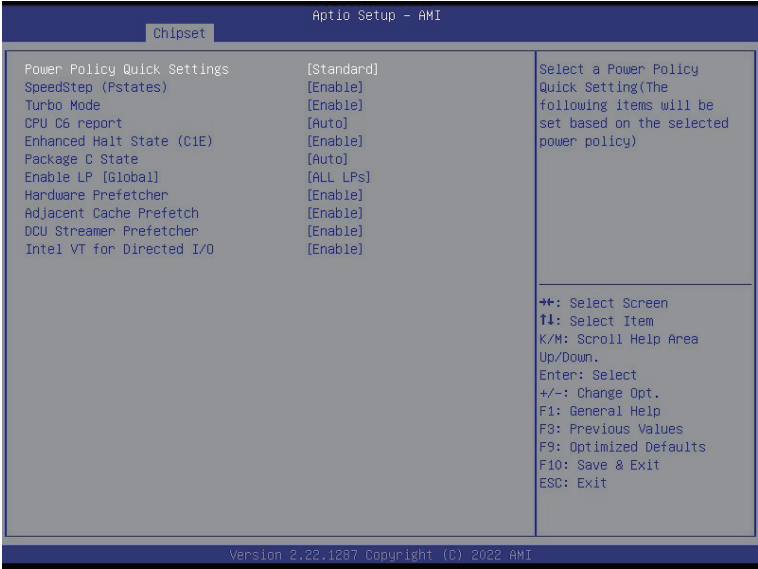 Aptio Setup - AMI
Chipset
Power Policy Quick Settings [Standard]
SpeedStep (Pstates) [Enable]
Turbo Mode [Enable]
CPU C6 report [Auto]
Enhanced Halt State (C1E) [Enable]
Package C State [Auto]
Enable LP [Global] [ALL LPs]
Hardware Prefetcher [Enable]
Adjacent Cache Prefetch [Enable]
DCU Streamer Prefetcher [Enable]
Intel VT for Directed I/O [Enable]
Select a Power Policy
Quick Setting(The
following items will be
set based on the selected
power policy)
→←: Select Screen
↑↓: Select Item
K/M: Scroll Help Area
Up/Down.
Enter: Select
+/-: Change Opt.
F1: General Help
F3: Previous Values
F9: Optimized Defaults
F10: Save & Exit
ESC: Exit
Version 2.22.1287 Copyright (C) 2022 AMI